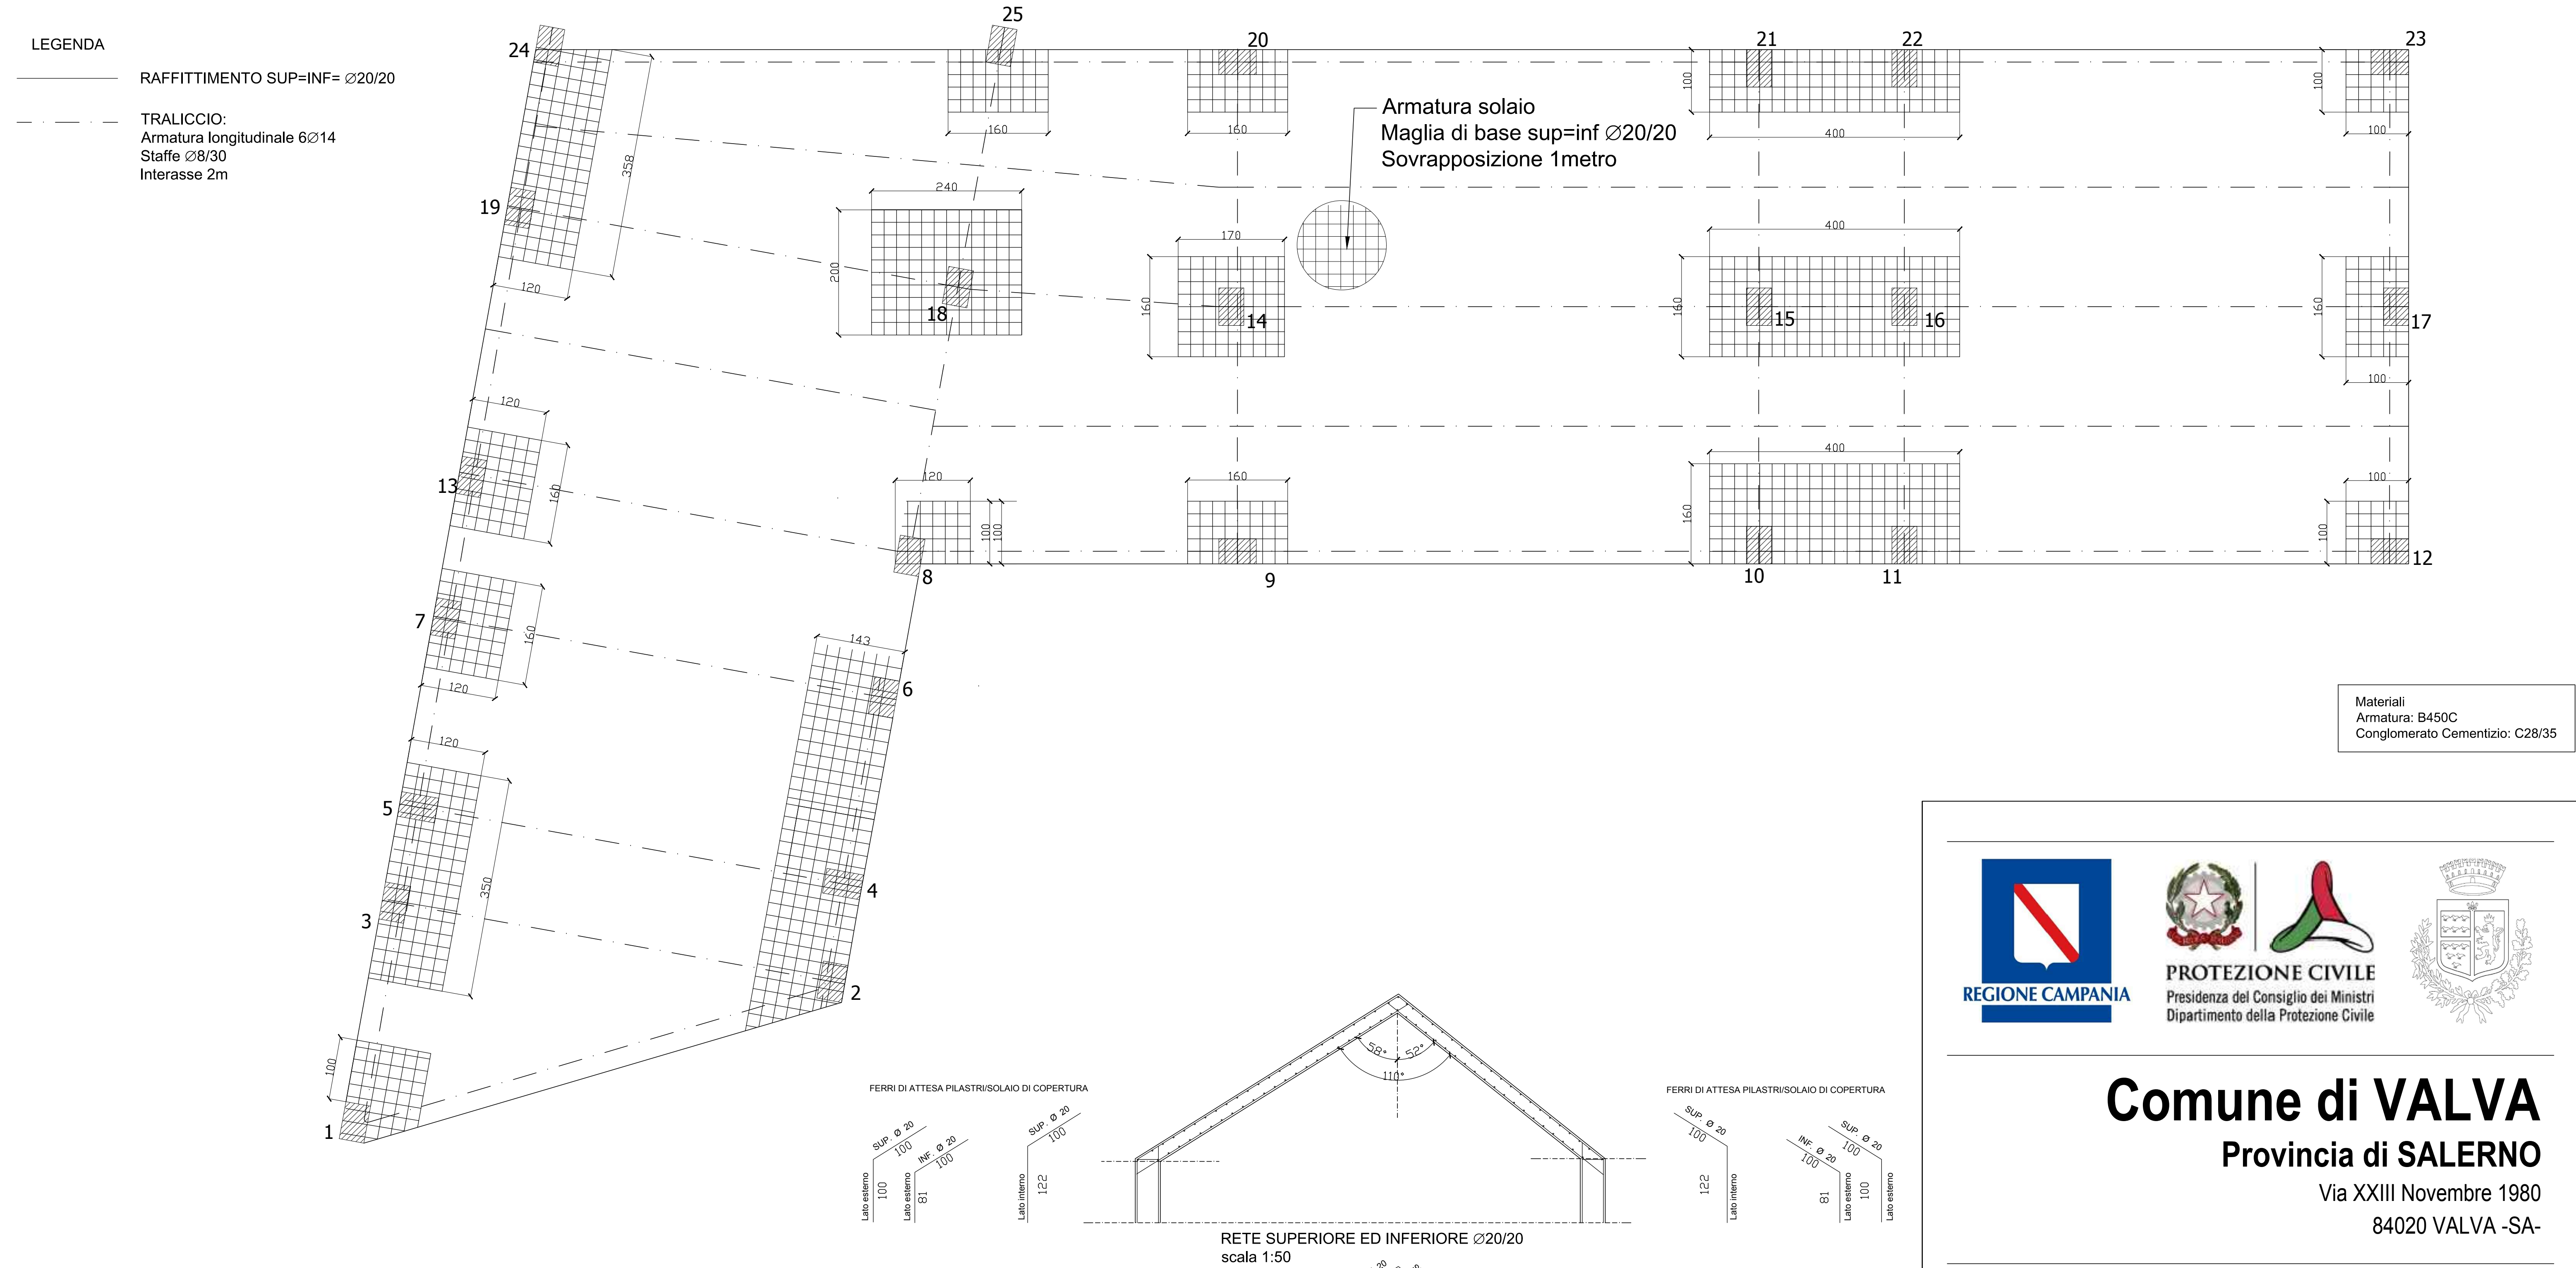 LEGENDA
RAFFITTIMENTO SUP=INF= ∅20/20
TRALICCIO:
Armatura longitudinale 6∅14
Staffe ∅8/30
Interasse 2m
24
25
20
21
22
23
160
160
100
400
100
100
Armatura solaio
Maglia di base sup=inf ∅20/20
Sovrapposizione 1metro
358
19
120
240
200
18
170
160
14
400
160
15
16
160
17
100
120
13
160
120
100
100
8
160
9
400
160
10
11
100
100
12
7
160
120
143
6
120
5
350
3
4
2
100
1
Materiali
Armatura: B450C
Conglomerato Cementizio: C28/35
REGIONE CAMPANIA
PROTEZIONE CIVILE
Presidenza del Consiglio dei Ministri
Dipartimento della Protezione Civile
Comune di VALVA
Provincia di SALERNO
Via XXIII Novembre 1980
84020 VALVA -SA-
FERRI DI ATTESA PILASTRI/SOLAIO DI COPERTURA
SUP. Ø 20
100
INF. Ø 20
100
SUP. Ø 20
100
Lato esterno
100
Lato esterno
81
Lato interno
122
58°
52°
110°
FERRI DI ATTESA PILASTRI/SOLAIO DI COPERTURA
SUP. Ø 20
100
INF. Ø 20
100
SUP. Ø 20
100
122
Lato interno
81
Lato esterno
100
Lato esterno
RETE SUPERIORE ED INFERIORE ∅20/20
scala 1:50
20